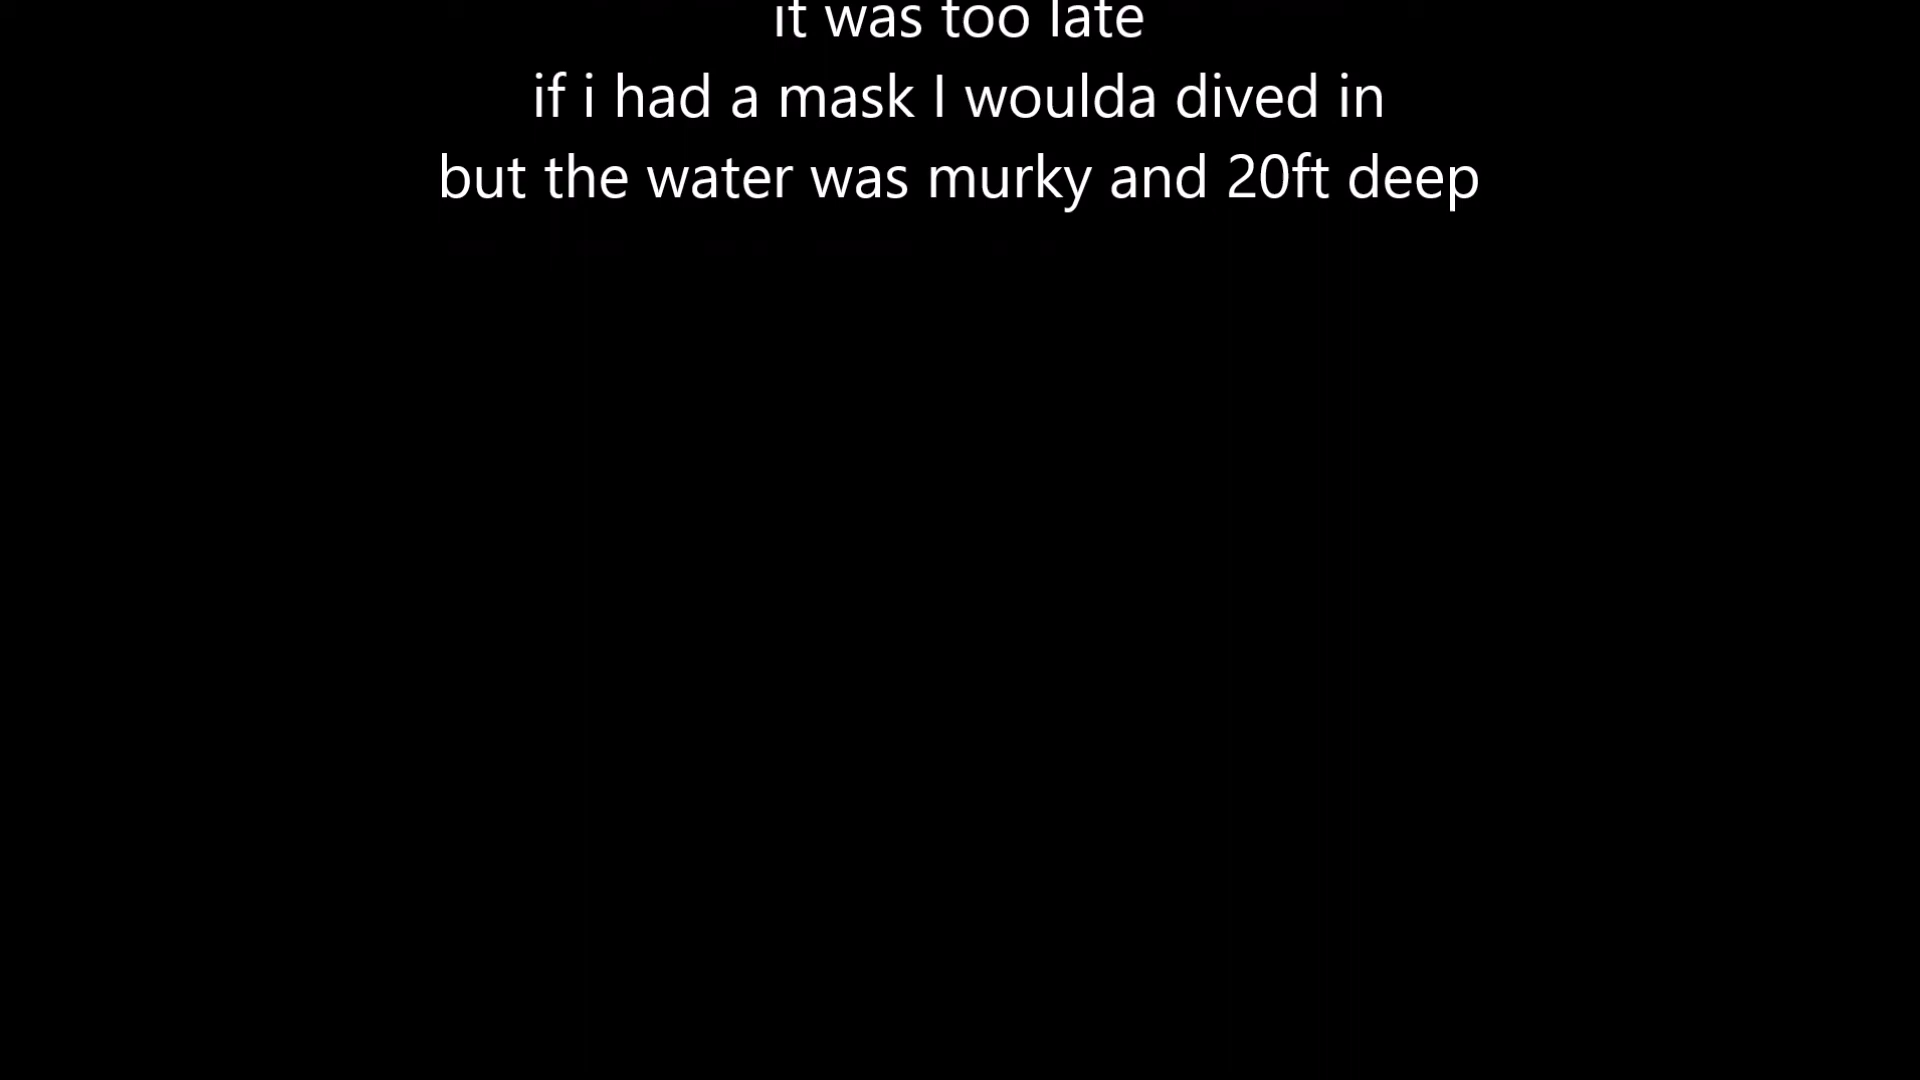 it was too late
if i had a mask I woulda dived in
but the water was murky and 20ft deep